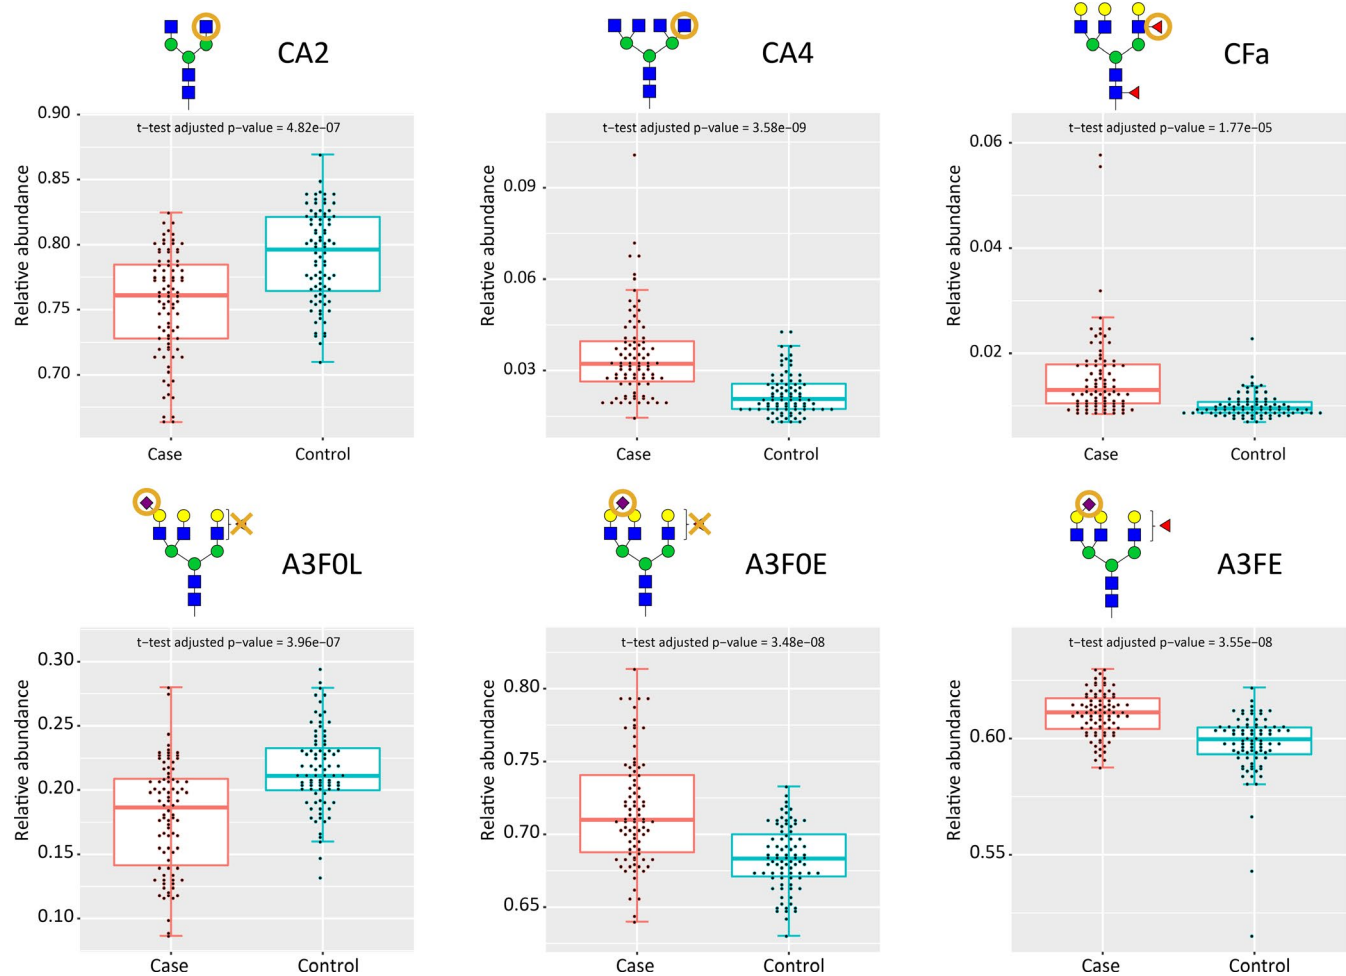 CA2
CA4
CFa
t-test adjusted p-value = 4.82e-07
t-test adjusted p-value = 3.58e-09
t-test adjusted p-value = 1.77e-05
Relative abundance
0.90
0.85
0.80
0.75
0.70
Case
Control
Relative abundance
0.09
0.06
0.03
Case
Control
Relative abundance
0.06
0.04
0.02
Case
Control
A3F0L
A3F0E
A3FE
t-test adjusted p-value = 3.96e-07
t-test adjusted p-value = 3.48e-08
t-test adjusted p-value = 3.55e-08
Relative abundance
0.30
0.25
0.20
0.15
0.10
Case
Control
Relative abundance
0.80
0.75
0.70
0.65
Case
Control
Relative abundance
0.60
0.55
Case
Control